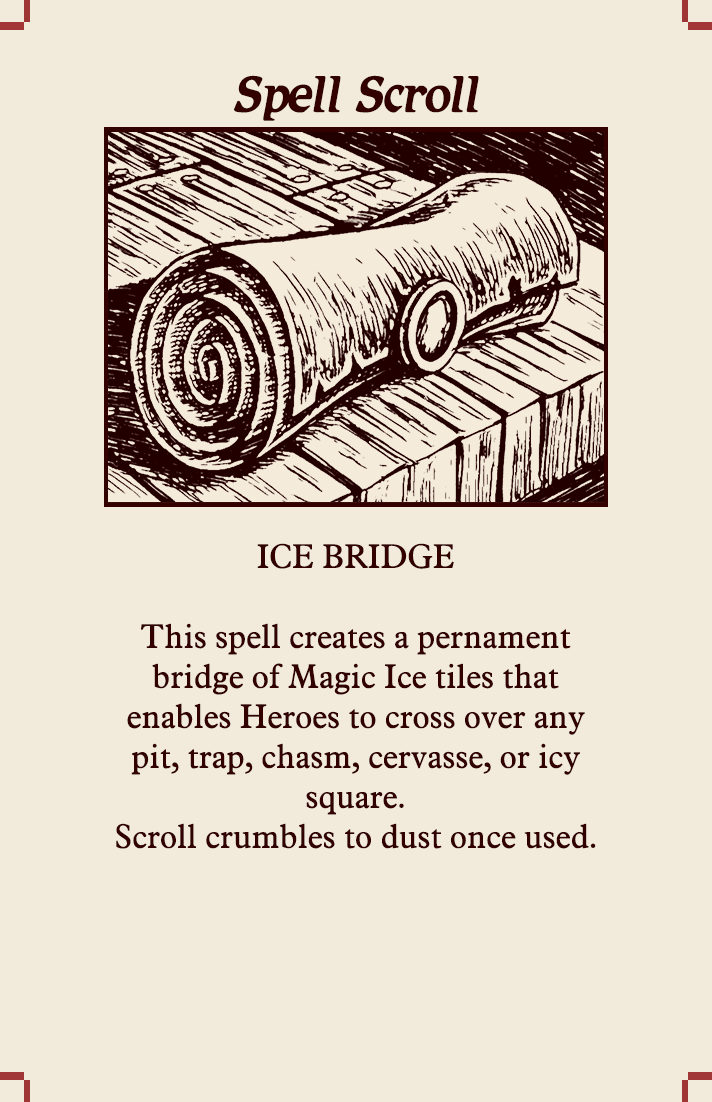 Spell Scroll
ICE BRIDGE
This spell creates a pernament
bridge of Magic Ice tiles that
enables Heroes to cross over any
pit, trap, chasm, cervasse, or icy
square.
Scroll crumbles to dust once used.